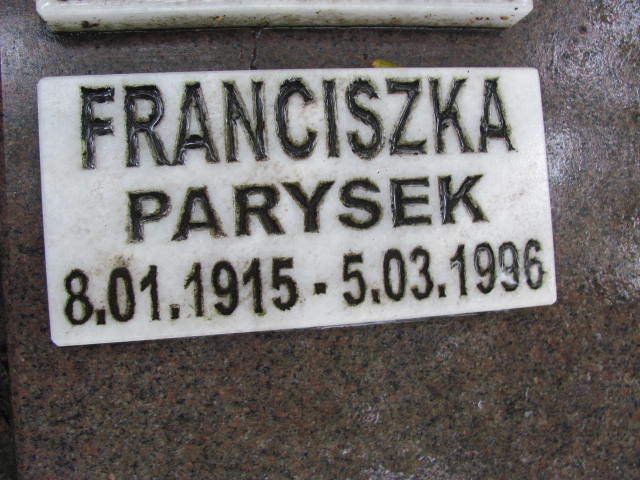 FRANCISZKA
PARYSEK
8.01.1915 - 5.03.1996